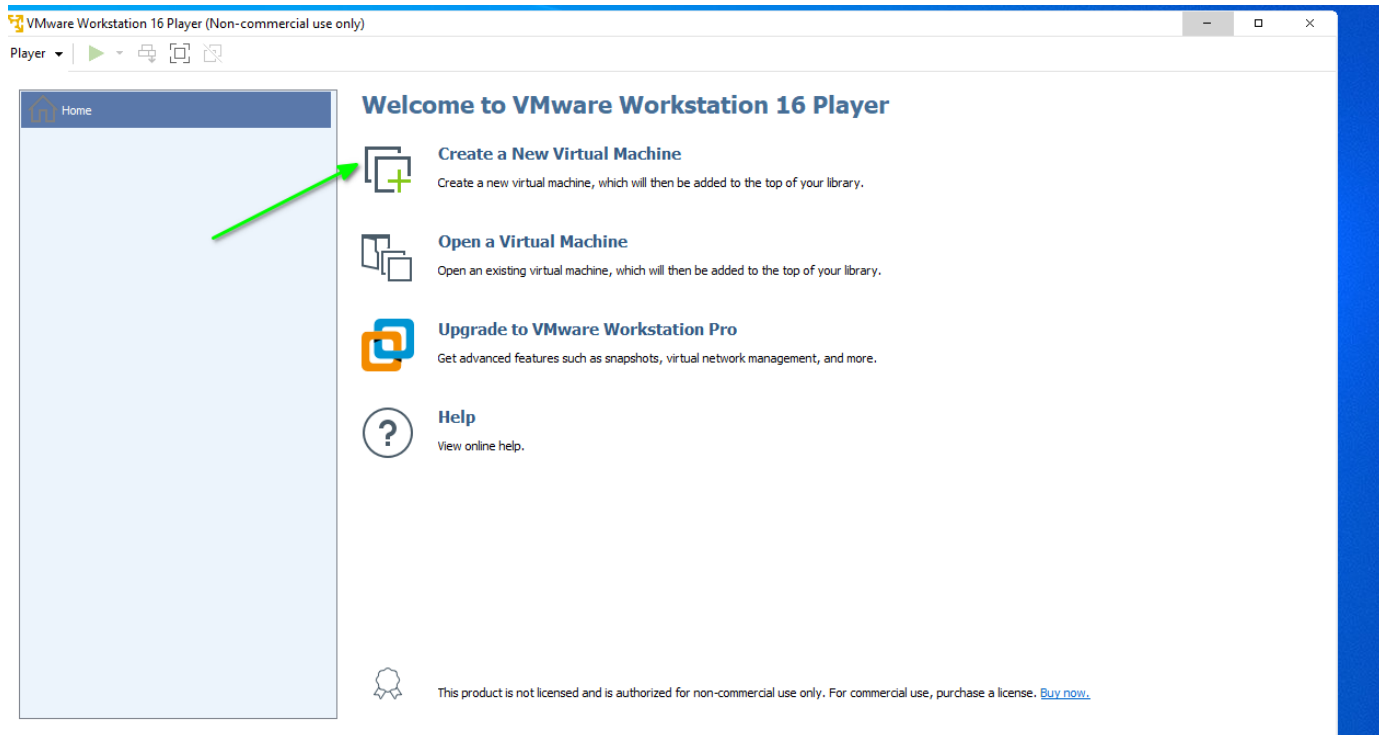 VMware Workstation 16 Player (Non-commercial use only)
Player
Home
Welcome to VMware Workstation 16 Player
Create a New Virtual Machine
Create a new virtual machine, which will then be added to the top of your library.
Open a Virtual Machine
Open an existing virtual machine, which will then be added to the top of your library.
Upgrade to VMware Workstation Pro
Get advanced features such as snapshots, virtual network management, and more.
Help
View online help.
This product is not licensed and is authorized for non-commercial use only. For commercial use, purchase a license. Buy now.